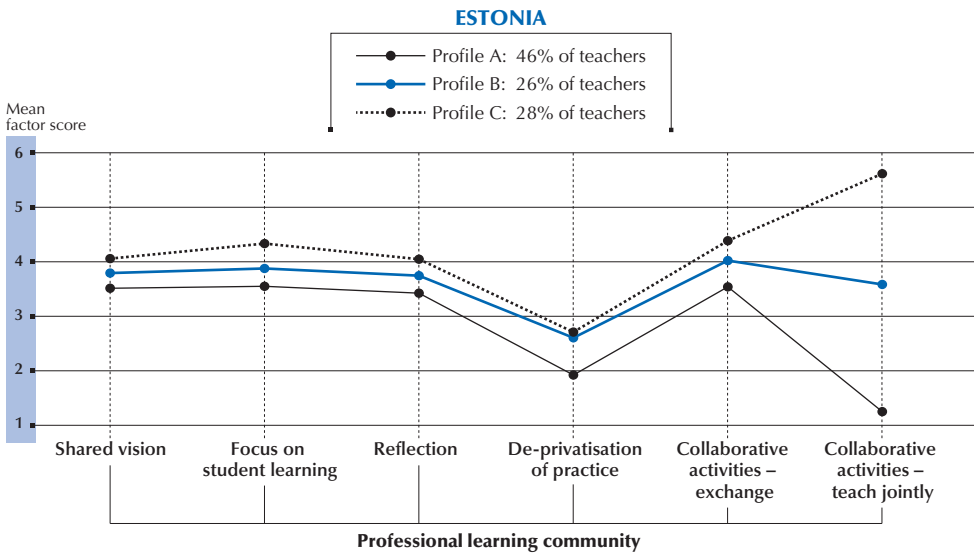 ESTONIA
Profile A: 46% of teachers
Profile B: 26% of teachers
Profile C: 28% of teachers
Mean
factor score
6
5
4
3
2
1
Shared vision
Focus on
student learning
Reflection
De-privatisation
of practice
Collaborative
activities –
exchange
Collaborative
activities –
teach jointly
Professional learning community